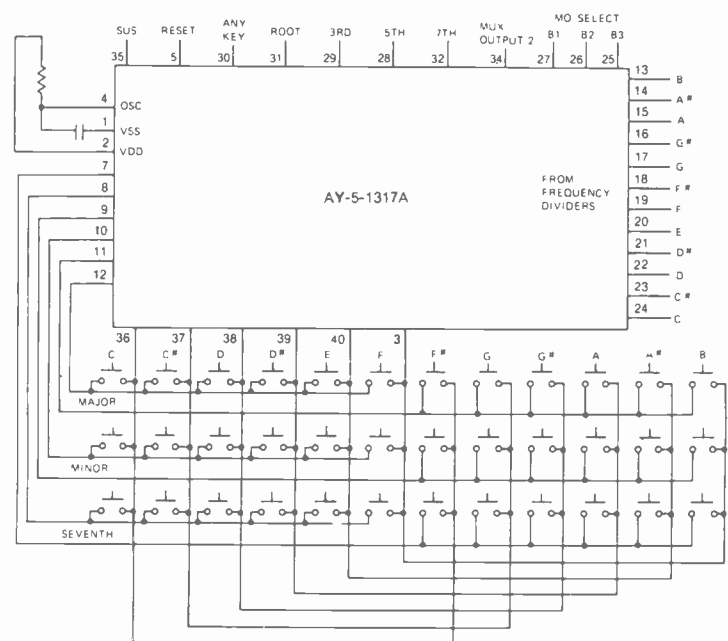 SUS RESET ANY KEY ROOT 3RD 5TH 7TH MUX OUTPUT 2 MO SELECT
B1 B2 B3
35 5 30 31 29 28 32 34 27 26 25
4 OSC
1 VSS
2 VDD
7
8
9
10
11
12
AY-5-1317A
FROM
FREQUENCY
DIVIDERS
13 B
14 A#
15 A
16 G#
17 G
18 F#
19 F
20 E
21 D#
22 D
23 C#
24 C
36 37 38 39 40 3
C C# D D# E F F# G G# A A# B
MAJOR
MINOR
SEVENTH